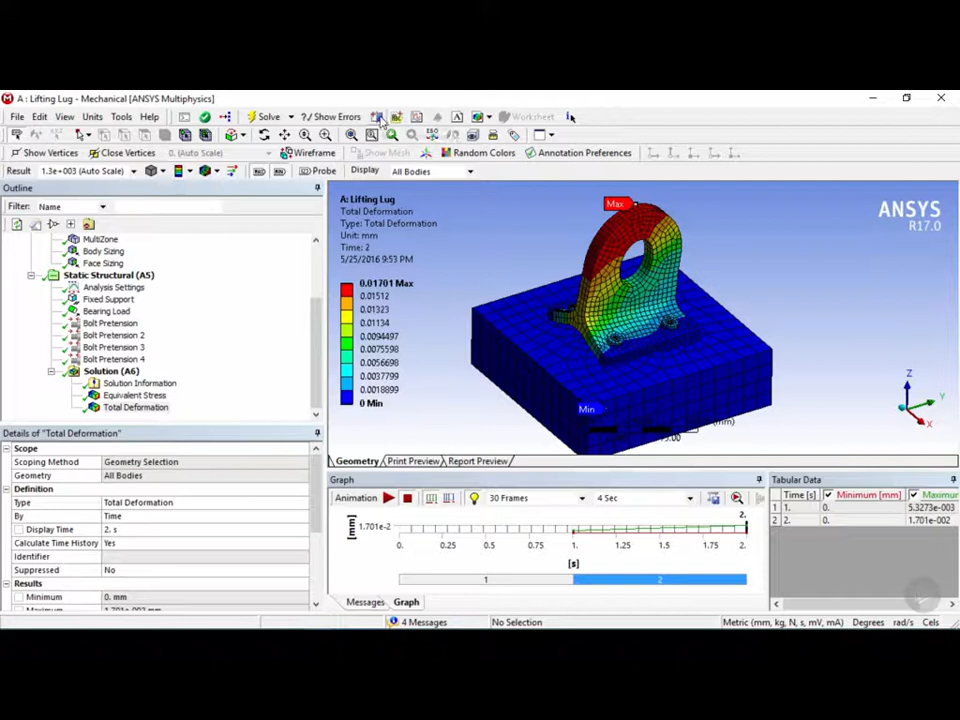 A : Lifting Lug - Mechanical [ANSYS Multiphysics]
File Edit View Units Tools Help Solve ?/ Show Errors Worksheet
Show Vertices Close Vertices 0. (Auto Scale) Wireframe Show Mesh Random Colors Annotation Preferences
Result 1.3e+003 (Auto Scale) Probe Display All Bodies
Outline
Filter: Name
MultiZone
Body Sizing
Face Sizing
Static Structural (A5)
Analysis Settings
Fixed Support
Bearing Load
Bolt Pretension
Bolt Pretension 2
Bolt Pretension 3
Bolt Pretension 4
Solution (A6)
Solution Information
Equivalent Stress
Total Deformation
Details of "Total Deformation"
Scope
Scoping Method Geometry Selection
Geometry All Bodies
Definition
Type Total Deformation
By Time
Display Time 2. s
Calculate Time History Yes
Identifier
Suppressed No
Results
Minimum 0. mm
A: Lifting Lug
Total Deformation
Type: Total Deformation
Unit: mm
Time: 2
5/25/2016 9:53 PM
0.01701 Max
0.01512
0.01323
0.01134
0.0094497
0.0075598
0.0056698
0.0037799
0.0018899
0 Min
Max
Min
ANSYS
R17.0
Z
Y
X
(mm)
Geometry Print Preview Report Preview
Graph
Animation 30 Frames 4 Sec
2.
[mm]
1.701e-2
0. 0.25 0.5 0.75 1. 1.25 1.5 1.75 2.
[s]
1 2
Messages Graph
Tabular Data
Time [s] Minimum [mm] Maximur
1 1. 0. 5.3273e-003
2 2. 0. 1.701e-002
4 Messages No Selection Metric (mm, kg, N, s, mV, mA) Degrees rad/s Cels